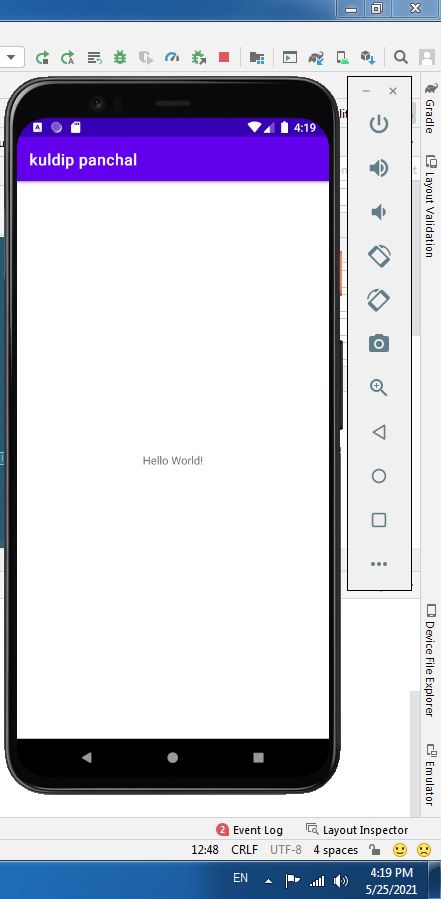 4:19
kuldip panchal
Hello World!
Gradle
Layout Validation
Device File Explorer
Emulator
2 Event Log
Layout Inspector
12:48 CRLF UTF-8 4 spaces
EN
4:19 PM
5/25/2021